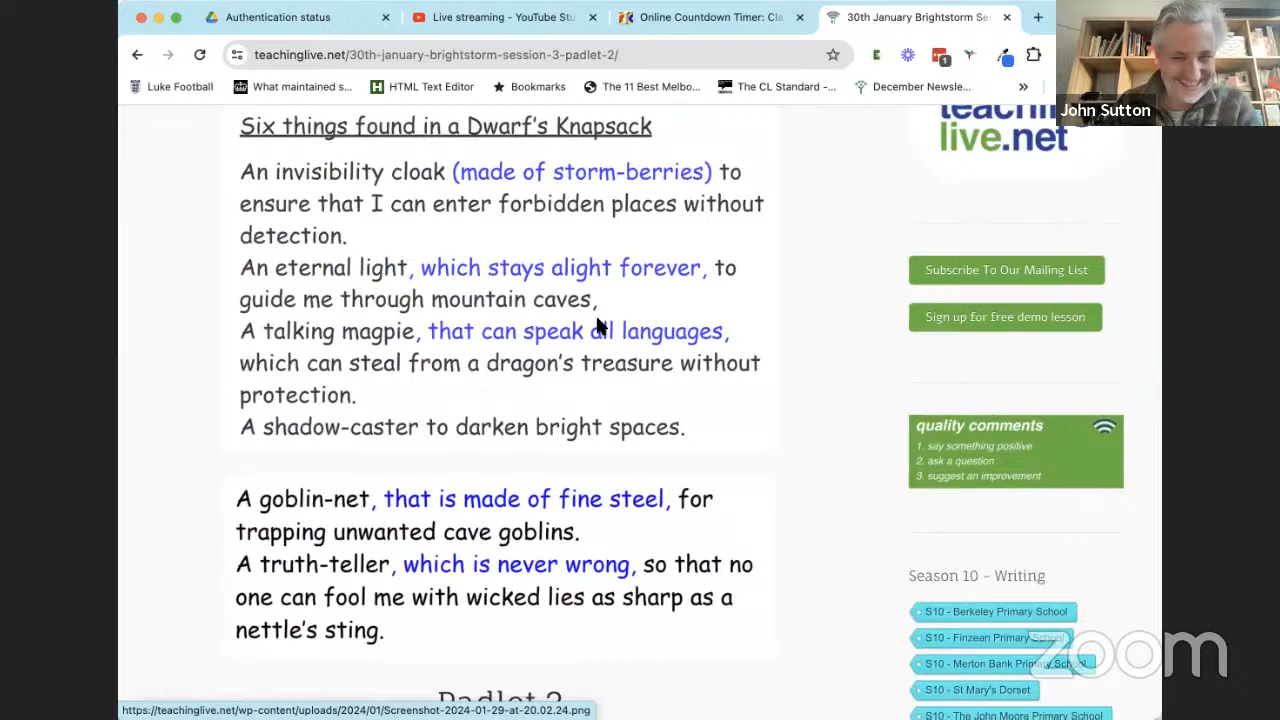 Authentication status
Live streaming - YouTube Stu
Online Countdown Timer: Cla
30th January Brightstorm Se
teachinglive.net/30th-january-brightstorm-session-3-padlet-2/
Luke Football
What maintained s...
HTML Text Editor
Bookmarks
The 11 Best Melbo...
The CL Standard -...
December Newsle...
John Sutton
Six things found in a Dwarf's Knapsack
An invisibility cloak (made of storm-berries) to
ensure that I can enter forbidden places without
detection.
An eternal light, which stays alight forever, to
guide me through mountain caves,
A talking magpie, that can speak all languages,
which can steal from a dragon's treasure without
protection.
A shadow-caster to darken bright spaces.
A goblin-net, that is made of fine steel, for
trapping unwanted cave goblins.
A truth-teller, which is never wrong, so that no
one can fool me with wicked lies as sharp as a
nettle's sting.
Padlet 2
https://teachinglive.net/wp-content/uploads/2024/01/Screenshot-2024-01-29-at-20.02.24.png
teaching
live.net
Subscribe To Our Mailing List
Sign up for free demo lesson
quality comments
1. say something positive
2. ask a question
3. suggest an improvement
Season 10 – Writing
S10 - Berkeley Primary School
S10 - Finzean Primary School
S10 - Merton Bank Primary School
S10 - St Mary's Dorset
S10 - The John Moore Primary School
zoom